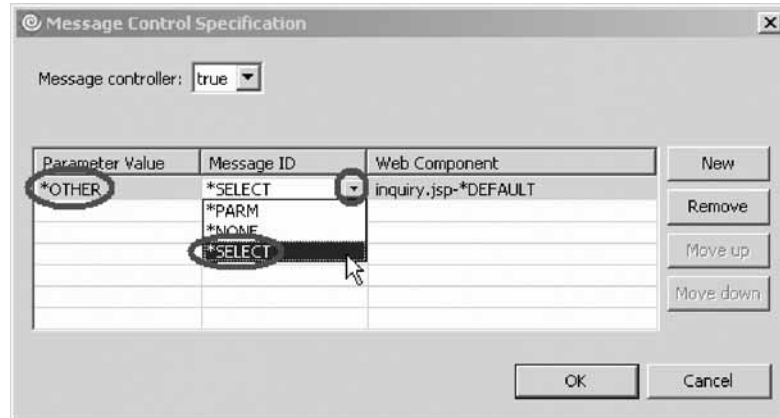 Message Control Specification
Message controller: true
Parameter Value Message ID Web Component New
*OTHER *SELECT inquiry.jsp-*DEFAULT
*PARM Remove
*NONE
*SELECT Move up
Move down
OK Cancel